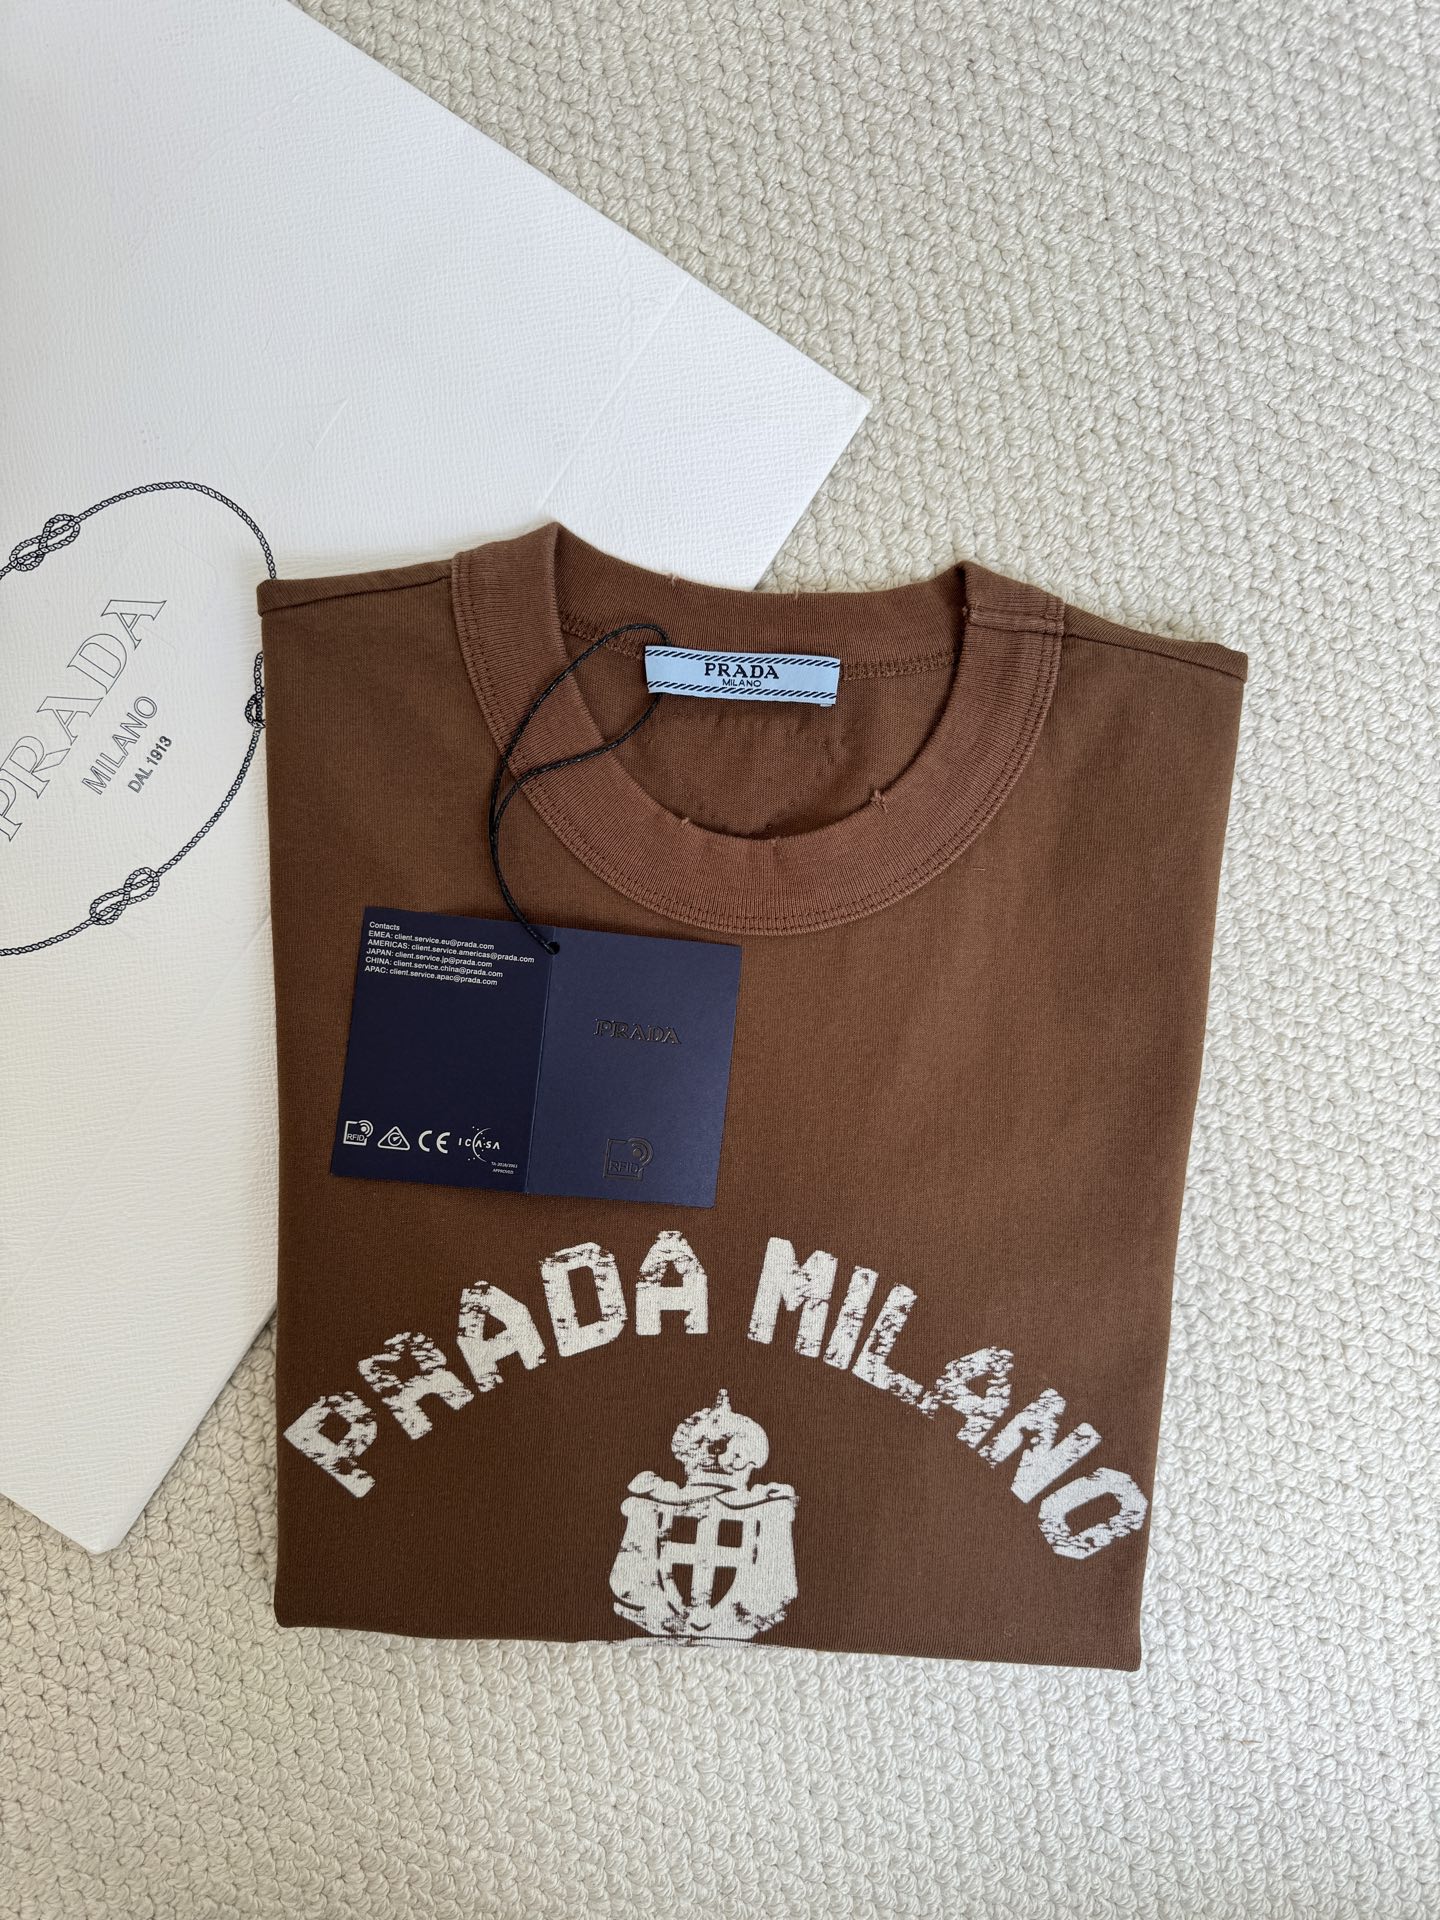 PRADA
MILANO
DAL 1913
PRADA
MILANO
Contacts
EMEA: client.service.eu@prada.com
AMERICAS: client.service.americas@prada.com
JAPAN: client.service.jp@prada.com
CHINA: client.service.china@prada.com
APAC: client.service.apac@prada.com
PRADA
RFID
CE
ICASA
APPROVED
RFID
PRADA MILANO